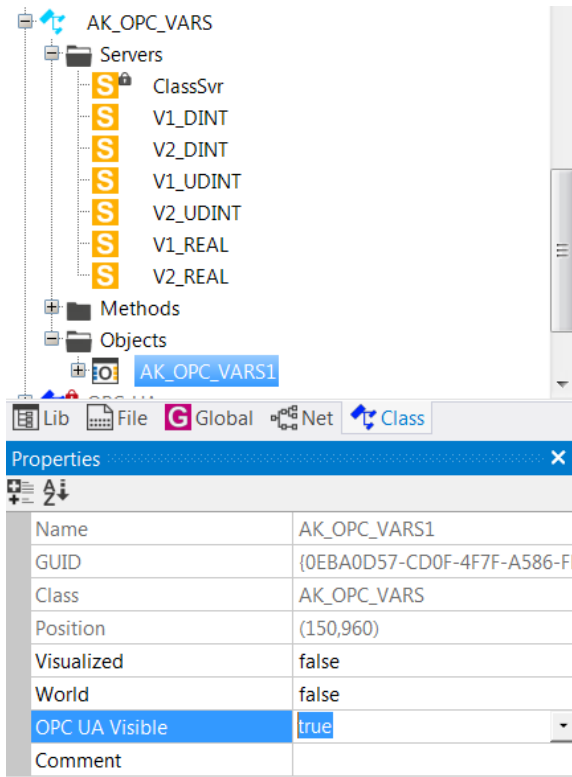 AK_OPC_VARS
Servers
S ClassSvr
S V1_DINT
S V2_DINT
S V1_UDINT
S V2_UDINT
S V1_REAL
S V2_REAL
Methods
Objects
AK_OPC_VARS1
Lib File G Global Net Class
Properties
Name AK_OPC_VARS1
GUID {0EBA0D57-CD0F-4F7F-A586-F
Class AK_OPC_VARS
Position (150,960)
Visualized false
World false
OPC UA Visible true
Comment